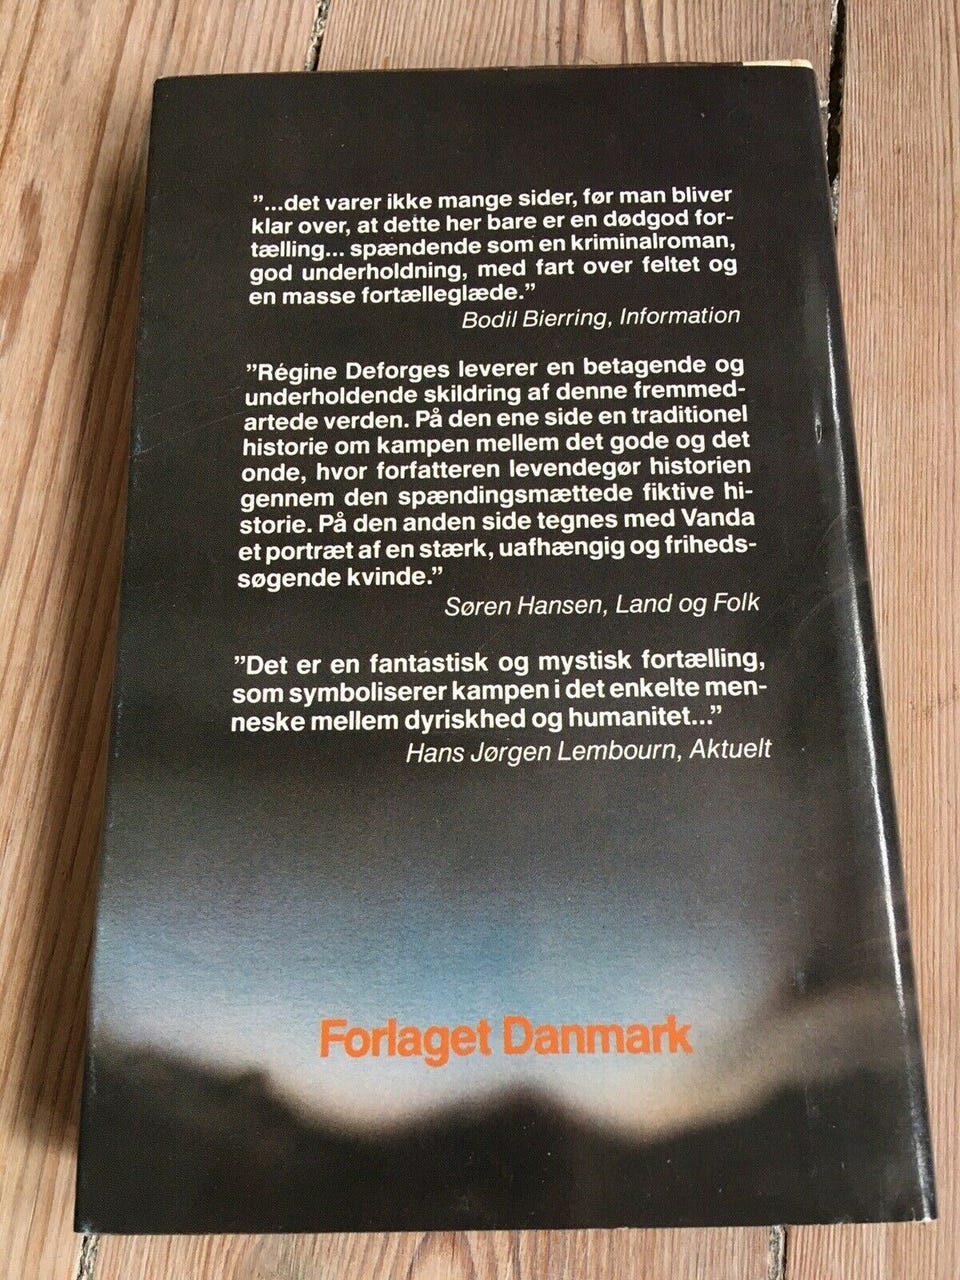 ”...det varer ikke mange sider, før man bliver
klar over, at dette her bare er en dødgod for-
tælling... spændende som en kriminalroman,
god underholdning, med fart over feltet og
en masse fortælleglæde.”
Bodil Bierring, Information
”Régine Deforges leverer en betagende og
underholdende skildring af denne fremmed-
artede verden. På den ene side en traditionel
historie om kampen mellem det gode og det
onde, hvor forfatteren levendegør historien
gennem den spændingsmættede fiktive hi-
storie. På den anden side tegnes med Vanda
et portræt af en stærk, uafhængig og friheds-
søgende kvinde.”
Søren Hansen, Land og Folk
”Det er en fantastisk og mystisk fortælling,
som symboliserer kampen i det enkelte men-
neske mellem dyriskhed og humanitet...”
Hans Jørgen Lembourn, Aktuelt
Forlaget Danmark